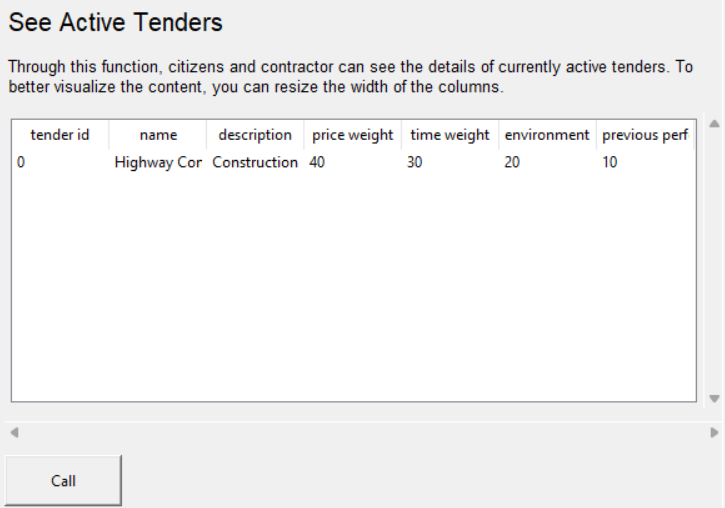 See Active Tenders
Through this function, citizens and contractor can see the details of currently active tenders. To
better visualize the content, you can resize the width of the columns.
tender id name description price weight time weight environment previous perf
0 Highway Cor Construction 40 30 20 10
Call